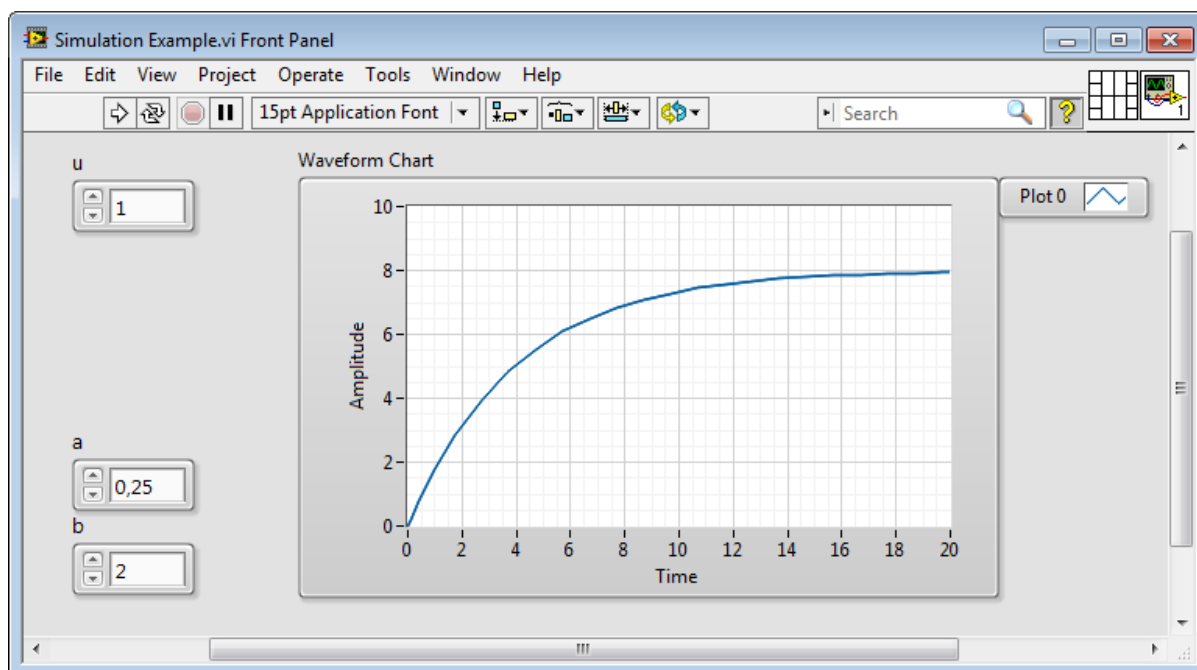 Simulation Example.vi Front Panel
File Edit View Project Operate Tools Window Help
15pt Application Font
Search
1
u
1
Waveform Chart
Plot 0
10
8
6
4
2
0
Amplitude
0 2 4 6 8 10 12 14 16 18 20
Time
a
0,25
b
2